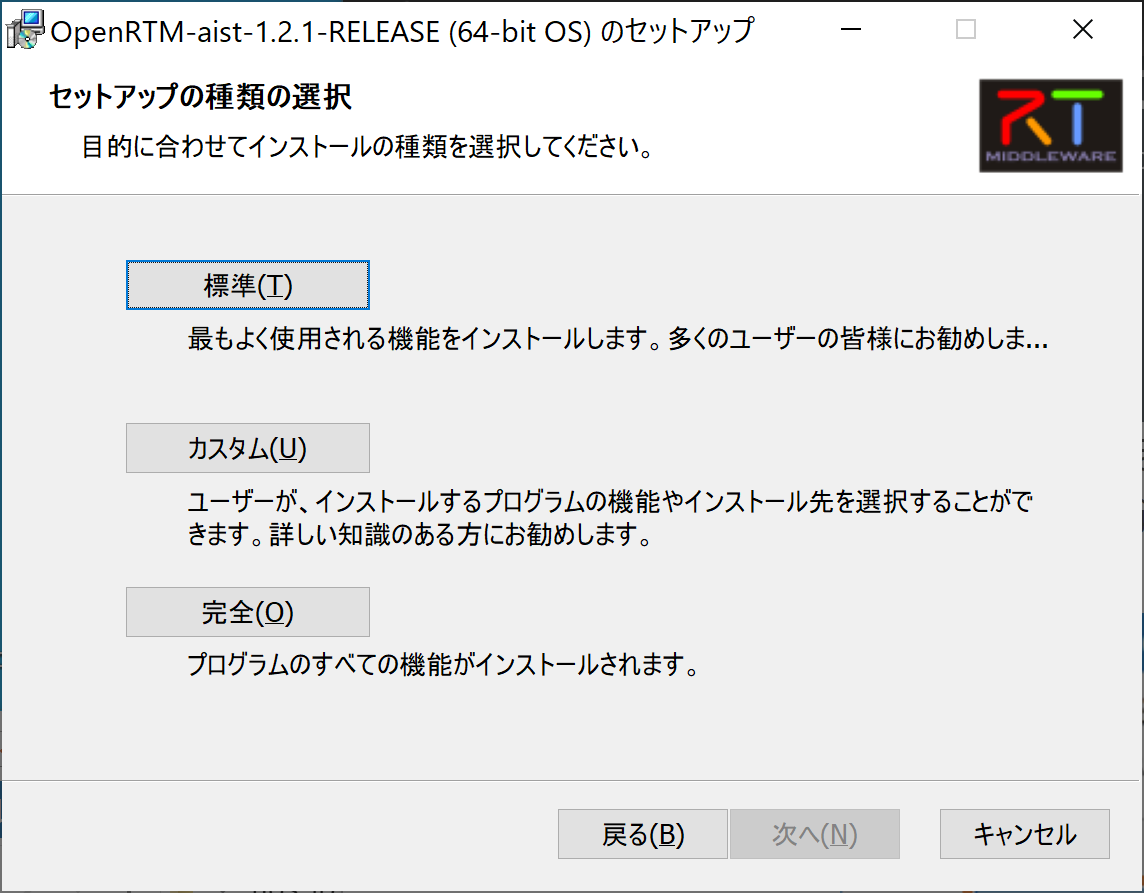 OpenRTM-aist-1.2.1-RELEASE (64-bit OS) のセットアップ
セットアップの種類の選択
目的に合わせてインストールの種類を選択してください。
RT
MIDDLEWARE
標準(T)
最もよく使用される機能をインストールします。多くのユーザーの皆様にお勧めしま...
カスタム(U)
ユーザーが、インストールするプログラムの機能やインストール先を選択することがで
きます。詳しい知識のある方にお勧めします。
完全(O)
プログラムのすべての機能がインストールされます。
戻る(B)
次へ(N)
キャンセル